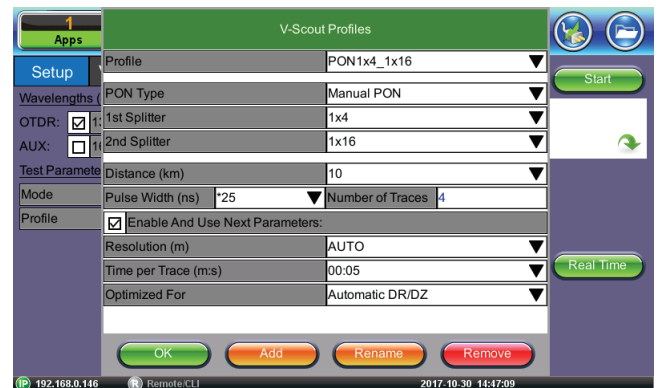 1
Apps
V-Scout Profiles
Setup
Start
Wavelengths (
OTDR:
AUX:
Test Parame
Mode
Profile
Profile PON1x4_1x16
PON Type Manual PON
1st Splitter 1x4
2nd Splitter 1x16
Distance (km) 10
Pulse Width (ns) *25 Number of Traces 4
Enable And Use Next Parameters:
Resolution (m) AUTO
Time per Trace (m:s) 00:05
Optimized For Automatic DR/DZ
Real Time
OK Add Rename Remove
IP 192.168.0.146 R Remote/CLI 2017-10-30 14:47:09